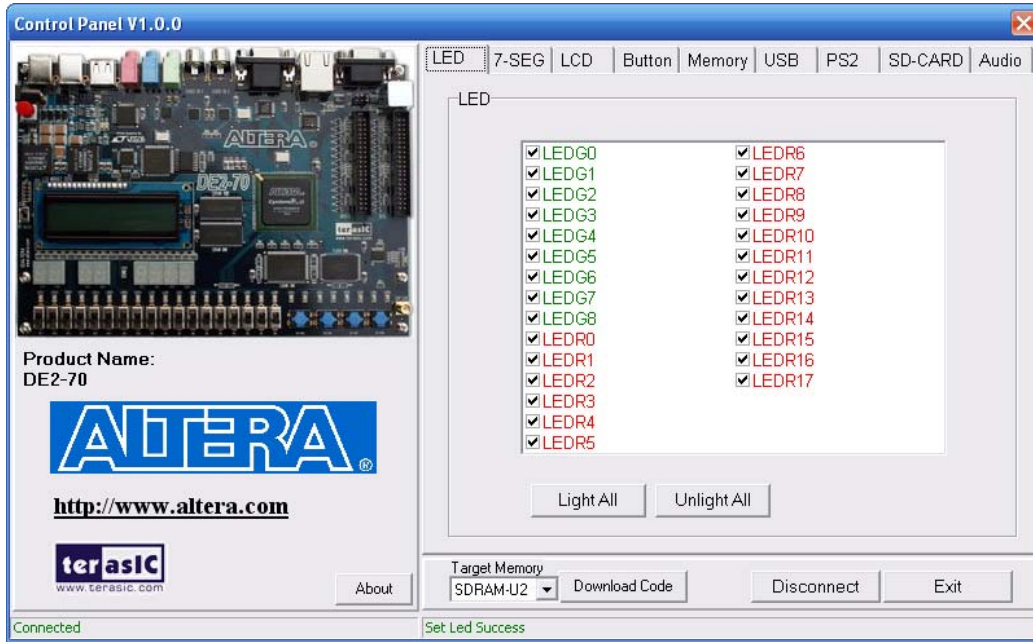 Control Panel V1.0.0
LED 7-SEG LCD Button Memory USB PS2 SD-CARD Audio
LED
LEDG0
LEDG1
LEDG2
LEDG3
LEDG4
LEDG5
LEDG6
LEDG7
LEDG8
LEDR0
LEDR1
LEDR2
LEDR3
LEDR4
LEDR5
LEDR6
LEDR7
LEDR8
LEDR9
LEDR10
LEDR11
LEDR12
LEDR13
LEDR14
LEDR15
LEDR16
LEDR17
Light All Unlight All
ALTERA
DE2-70
ALTERA
terasIC
Product Name:
DE2-70
ALTERA®
http://www.altera.com
terasIC
www.terasic.com
About
Target Memory
SDRAM-U2 Download Code Disconnect Exit
Connected
Set Led Success